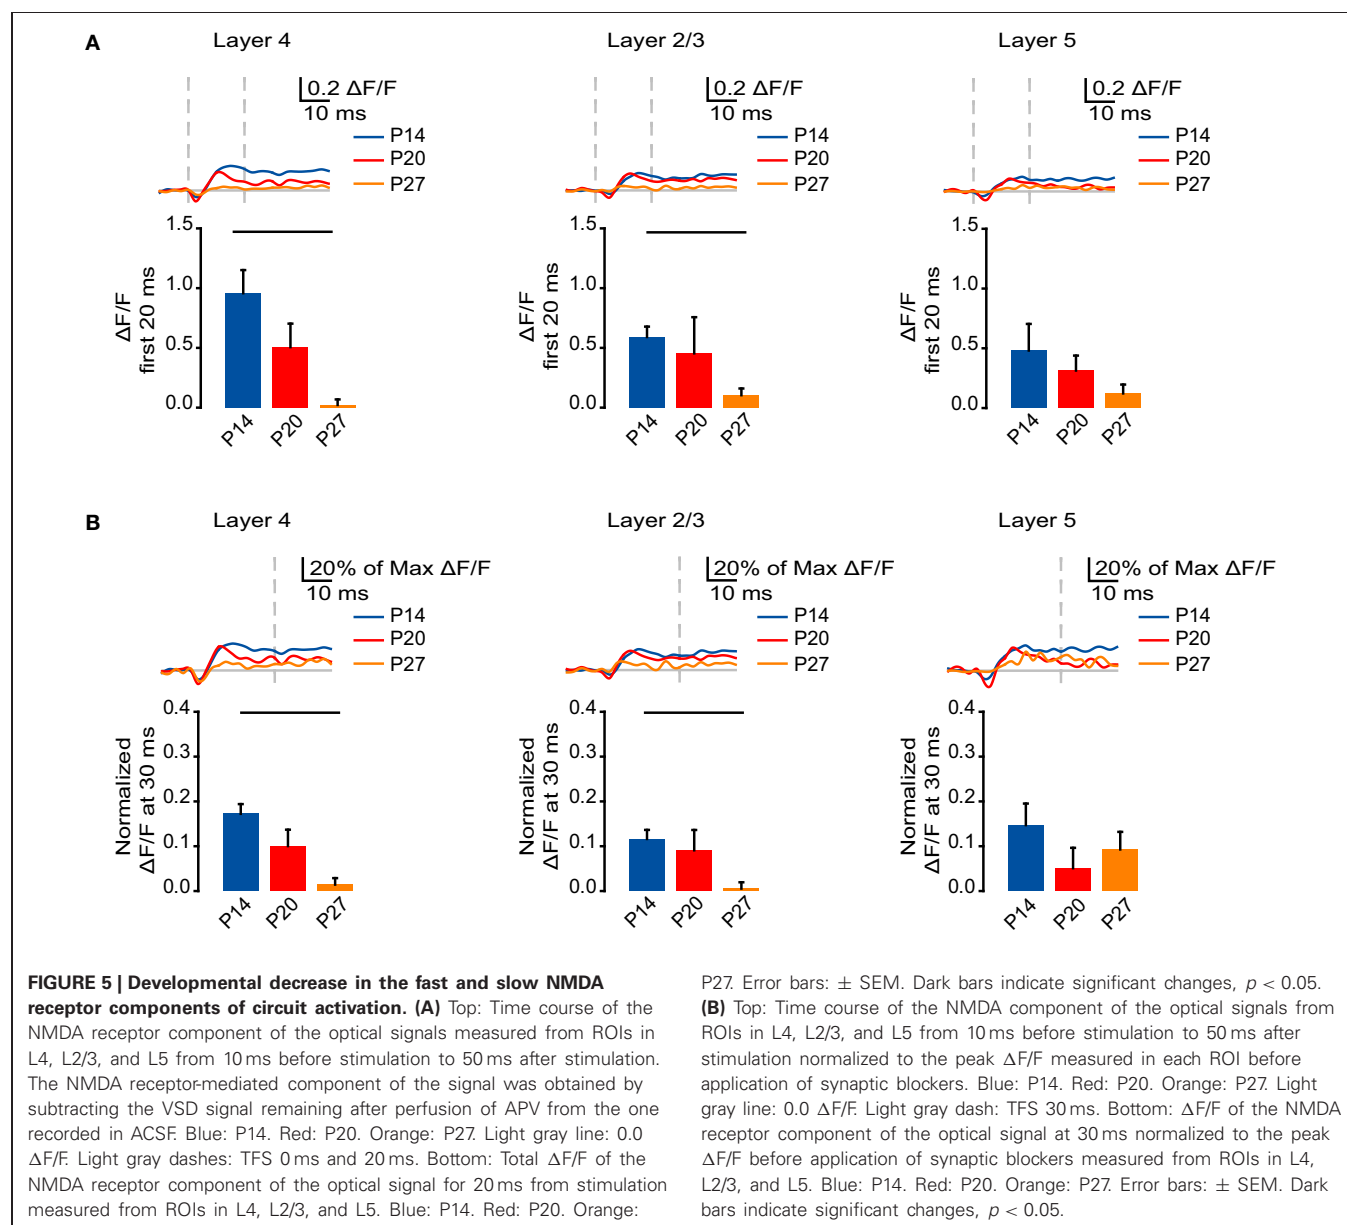 A
Layer 4
Layer 2/3
Layer 5
0.2 ΔF/F
10 ms
P14
P20
P27
0.2 ΔF/F
10 ms
P14
P20
P27
0.2 ΔF/F
10 ms
P14
P20
P27
ΔF/F
first 20 ms
1.5
1.0
0.5
0.0
P14
P20
P27
ΔF/F
first 20 ms
1.5
1.0
0.5
0.0
P14
P20
P27
ΔF/F
first 20 ms
1.5
1.0
0.5
0.0
P14
P20
P27
B
Layer 4
Layer 2/3
Layer 5
20% of Max ΔF/F
10 ms
P14
P20
P27
20% of Max ΔF/F
10 ms
P14
P20
P27
20% of Max ΔF/F
10 ms
P14
P20
P27
Normalized
ΔF/F at 30 ms
0.4
0.3
0.2
0.1
0.0
P14
P20
P27
Normalized
ΔF/F at 30 ms
0.4
0.3
0.2
0.1
0.0
P14
P20
P27
Normalized
ΔF/F at 30 ms
0.4
0.3
0.2
0.1
0.0
P14
P20
P27
FIGURE 5 | Developmental decrease in the fast and slow NMDA
receptor components of circuit activation. (A) Top: Time course of the
NMDA receptor component of the optical signals measured from ROIs in
L4, L2/3, and L5 from 10 ms before stimulation to 50 ms after stimulation.
The NMDA receptor-mediated component of the signal was obtained by
subtracting the VSD signal remaining after perfusion of APV from the one
recorded in ACSF. Blue: P14. Red: P20. Orange: P27. Light gray line: 0.0
ΔF/F. Light gray dashes: TFS 0 ms and 20 ms. Bottom: Total ΔF/F of the
NMDA receptor component of the optical signal for 20 ms from stimulation
measured from ROIs in L4, L2/3, and L5. Blue: P14. Red: P20. Orange:
P27. Error bars: ± SEM. Dark bars indicate significant changes, p < 0.05.
(B) Top: Time course of the NMDA component of the optical signals from
ROIs in L4, L2/3, and L5 from 10 ms before stimulation to 50 ms after
stimulation normalized to the peak ΔF/F measured in each ROI before
application of synaptic blockers. Blue: P14. Red: P20. Orange: P27. Light
gray line: 0.0 ΔF/F. Light gray dash: TFS 30 ms. Bottom: ΔF/F of the NMDA
receptor component of the optical signal at 30 ms normalized to the peak
ΔF/F before application of synaptic blockers measured from ROIs in L4,
L2/3, and L5. Blue: P14. Red: P20. Orange: P27. Error bars: ± SEM. Dark
bars indicate significant changes, p < 0.05.